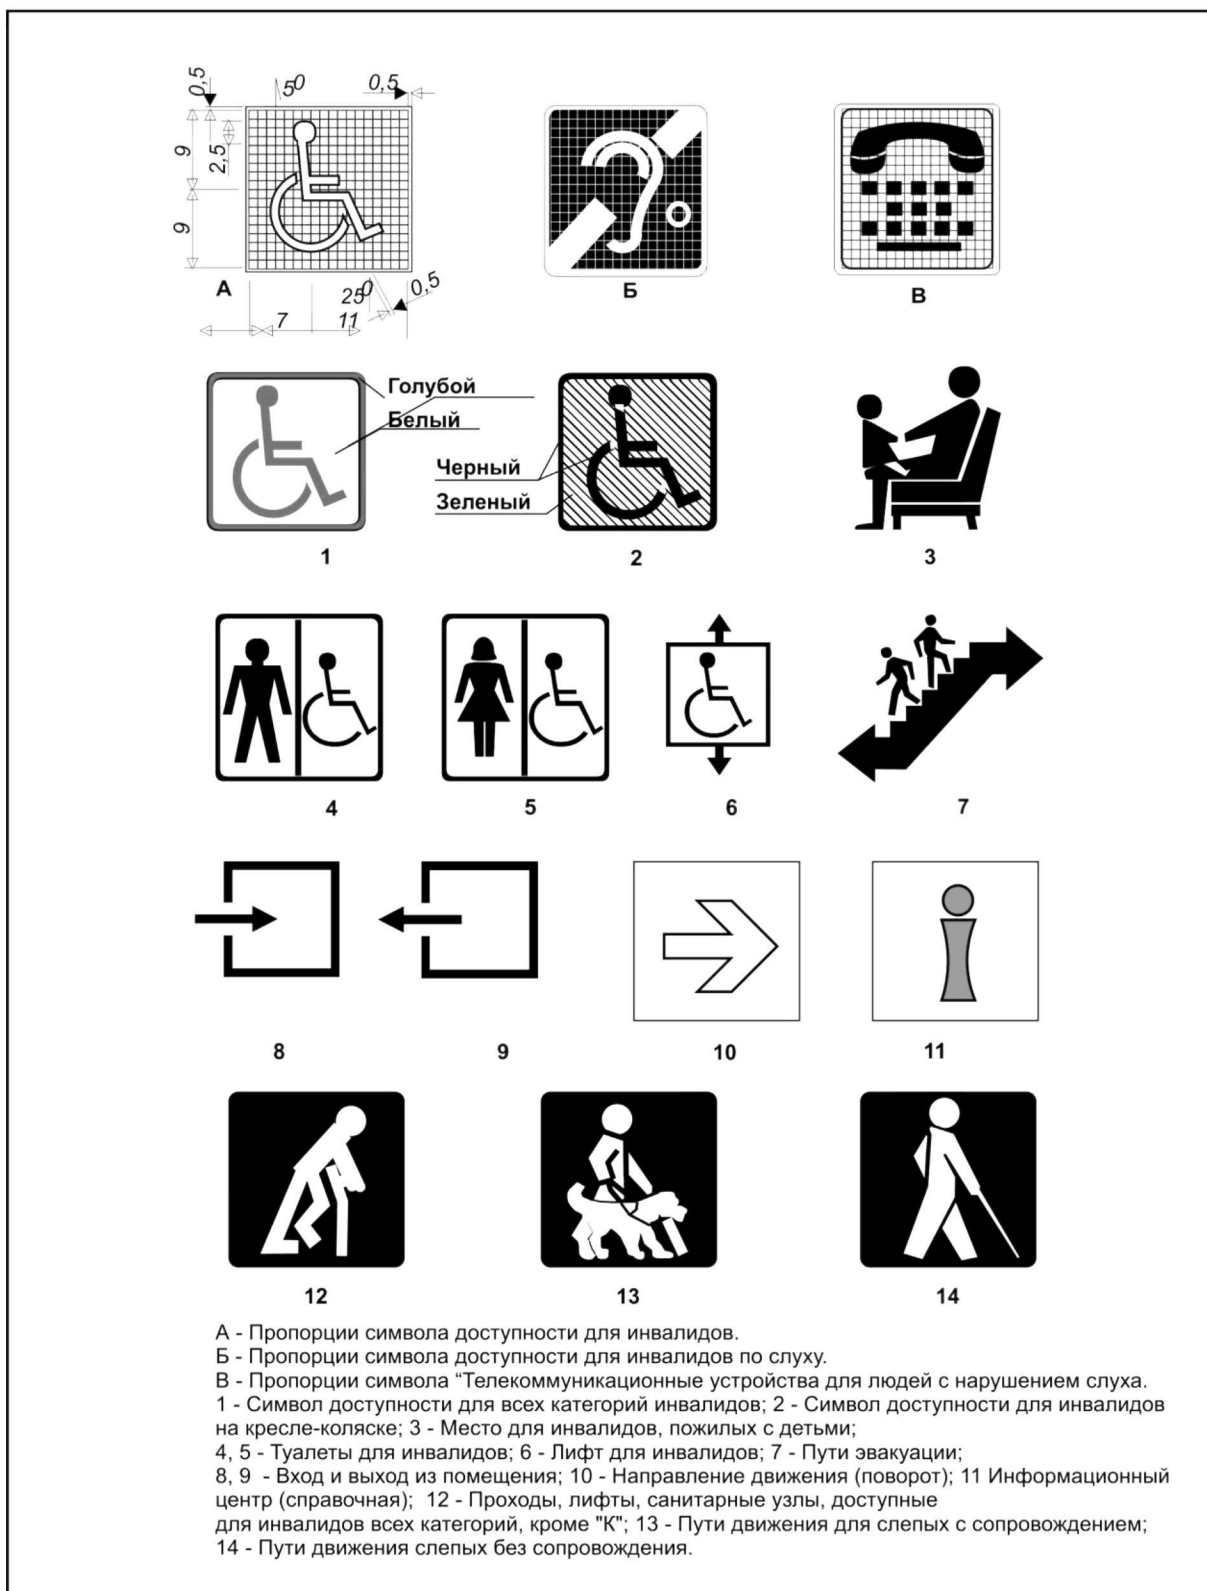 0,5
5⁰
0,5
9
2,5
9
25⁰
0,5
7
11
А
Б
В
Голубой
Белый
Черный
Зеленый
1
2
3
4
5
6
7
8
9
10
11
12
13
14
А - Пропорции символа доступности для инвалидов.
Б - Пропорции символа доступности для инвалидов по слуху.
В - Пропорции символа “Телекоммуникационные устройства для людей с нарушением слуха.
1 - Символ доступности для всех категорий инвалидов; 2 - Символ доступности для инвалидов
на кресле-коляске; 3 - Место для инвалидов, пожилых с детьми;
4, 5 - Туалеты для инвалидов; 6 - Лифт для инвалидов; 7 - Пути эвакуации;
8, 9 - Вход и выход из помещения; 10 - Направление движения (поворот); 11 Информационный
центр (справочная); 12 - Проходы, лифты, санитарные узлы, доступные
для инвалидов всех категорий, кроме "К"; 13 - Пути движения для слепых с сопровождением;
14 - Пути движения слепых без сопровождения.